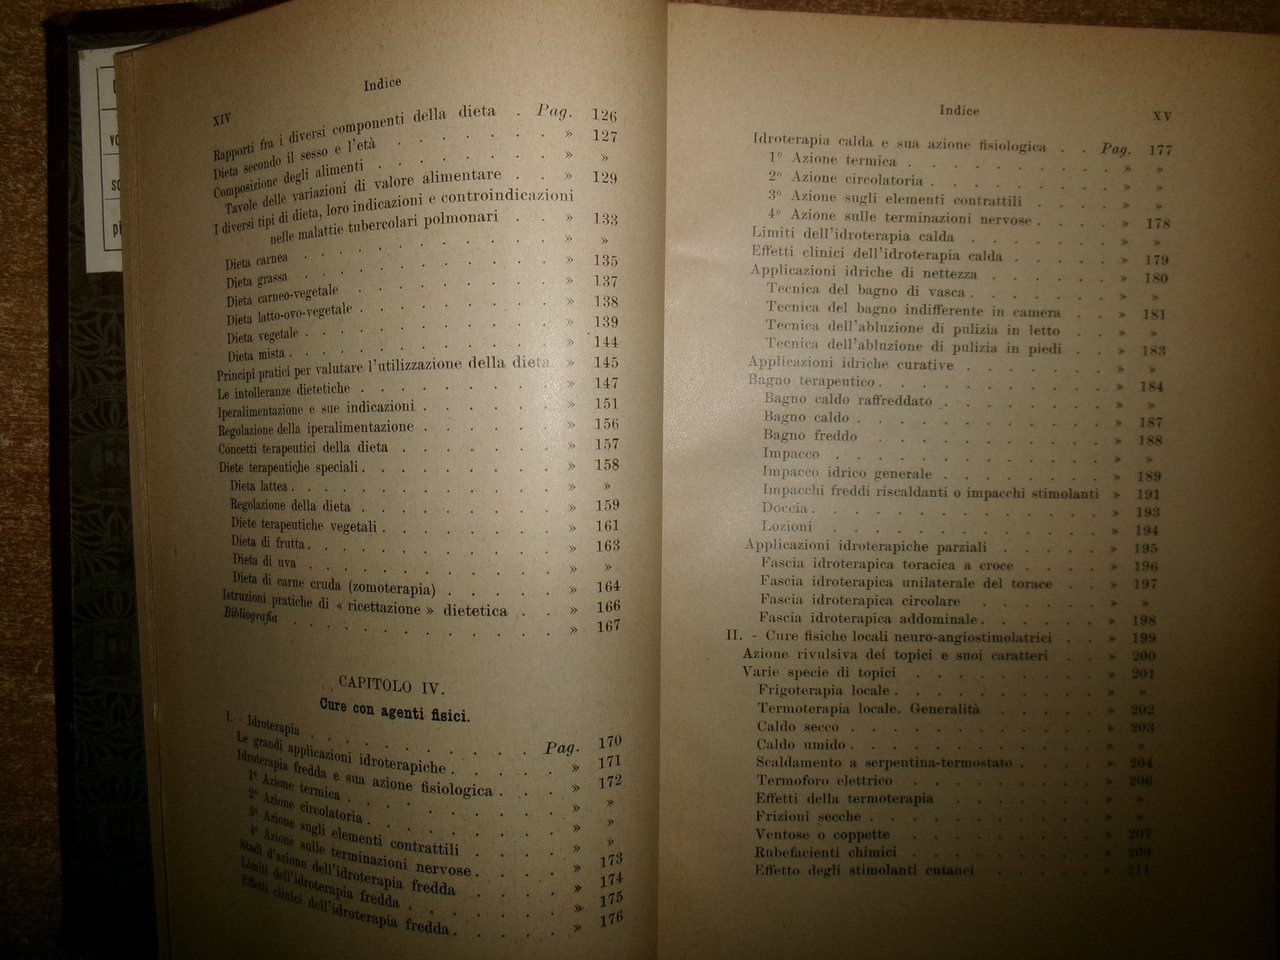 XIV
Indice
Rapporti fra i diversi componenti della dieta . Pag. 126
Dieta secondo il sesso e l'età . . . . . . » 127
Composizione degli alimenti . . . . . . . » »
Tavole delle variazioni di valore alimentare . . » 129
I diversi tipi di dieta, loro indicazioni e controindicazioni
nelle malattie tubercolari polmonari . . » 133
Dieta carnea . . . . . . . . . . » »
Dieta grassa . . . . . . . . . . » 135
Dieta carneo-vegetale . . . . . . . . » 137
Dieta latto-ovo-vegetale . . . . . . . . » 138
Dieta vegetale . . . . . . . . . . » 139
Dieta mista . . . . . . . . . . » 144
Principi pratici per valutare l'utilizzazione della dieta » 145
Le intolleranze dietetiche . . . . . . . » 147
Iperalimentazione e sue indicazioni . . . . . » 151
Regolazione della iperalimentazione . . . . . » 156
Concetti terapeutici della dieta . . . . . . » 157
Diete terapeutiche speciali . . . . . . . . » 158
Dieta lattea . . . . . . . . . . » »
Regolazione della dieta . . . . . . . . » 159
Diete terapeutiche vegetali . . . . . . . » 161
Dieta di frutta . . . . . . . . . . » 163
Dieta di uva . . . . . . . . . . » »
Dieta di carne cruda (zomoterapia) . . . . . » 164
Istruzioni pratiche di « ricettazione » dietetica . . » 166
Bibliografia . . . . . . . . . . » 167
CAPITOLO IV.
Cure con agenti fisici.
I. - Idroterapia . . . . . . . . . Pag. 170
Le grandi applicazioni idroterapiche . . . . . » 171
Idroterapia fredda e sua azione fisiologica . . . » 172
1° Azione termica . . . . . . . . . » »
2° Azione circolatoria . . . . . . . . » »
3° Azione sugli elementi contrattili . . . . » »
4° Azione sulle terminazioni nervose . . . . » 173
Stadi d'azione dell'idroterapia fredda . . . . » 174
Limiti dell'idroterapia fredda . . . . . . » 175
Effetti clinici dell'idroterapia fredda . . . . . » 176
Indice
XV
Idroterapia calda e sua azione fisiologica . . Pag. 177
1° Azione termica . . . . . . . . » »
2° Azione circolatoria . . . . . . . » »
3° Azione sugli elementi contrattili . . . . » »
4° Azione sulle terminazioni nervose . . . . » 178
Limiti dell'idroterapia calda . . . . . . » »
Effetti clinici dell'idroterapia calda . . . . . » 179
Applicazioni idriche di nettezza . . . . . » 180
Tecnica del bagno di vasca . . . . . . » »
Tecnica del bagno indifferente in camera . . » 181
Tecnica dell'abluzione di pulizia in letto . . » »
Tecnica dell'abluzione di pulizia in piedi . . » 183
Applicazioni idriche curative . . . . . . » »
Bagno terapeutico . . . . . . . . . » 184
Bagno caldo raffreddato . . . . . . . » »
Bagno caldo . . . . . . . . . . » 187
Bagno freddo . . . . . . . . . » 188
Impacco . . . . . . . . . . . » »
Impacco idrico generale . . . . . . . » 189
Impacchi freddi riscaldanti o impacchi stimolanti » 191
Doccia . . . . . . . . . . . » 193
Lozioni . . . . . . . . . . . » 194
Applicazioni idroterapiche parziali . . . . . » 195
Fascia idroterapica toracica a croce . . . . » 196
Fascia idroterapica unilaterale del torace . . » 197
Fascia idroterapica circolare . . . . . . » »
Fascia idroterapica addominale . . . . . . » 198
II. - Cure fisiche locali neuro-angiostimolatrici . . » 199
Azione rivulsiva dei topici e suoi caratteri . . » 200
Varie specie di topici . . . . . . . . » 201
Frigoterapia locale . . . . . . . . . » »
Termoterapia locale. Generalità . . . . . » 202
Caldo secco . . . . . . . . . . » 203
Caldo umido . . . . . . . . . . » »
Scaldamento a serpentina-termostato . . . . » 204
Termoforo elettrico . . . . . . . . » 206
Effetti della termoterapia . . . . . . . » »
Frizioni secche . . . . . . . . . » »
Ventose o coppette . . . . . . . . » 207
Rubefacienti chimici . . . . . . . . » 209
Effetto degli stimolanti cutanei . . . . . » 211